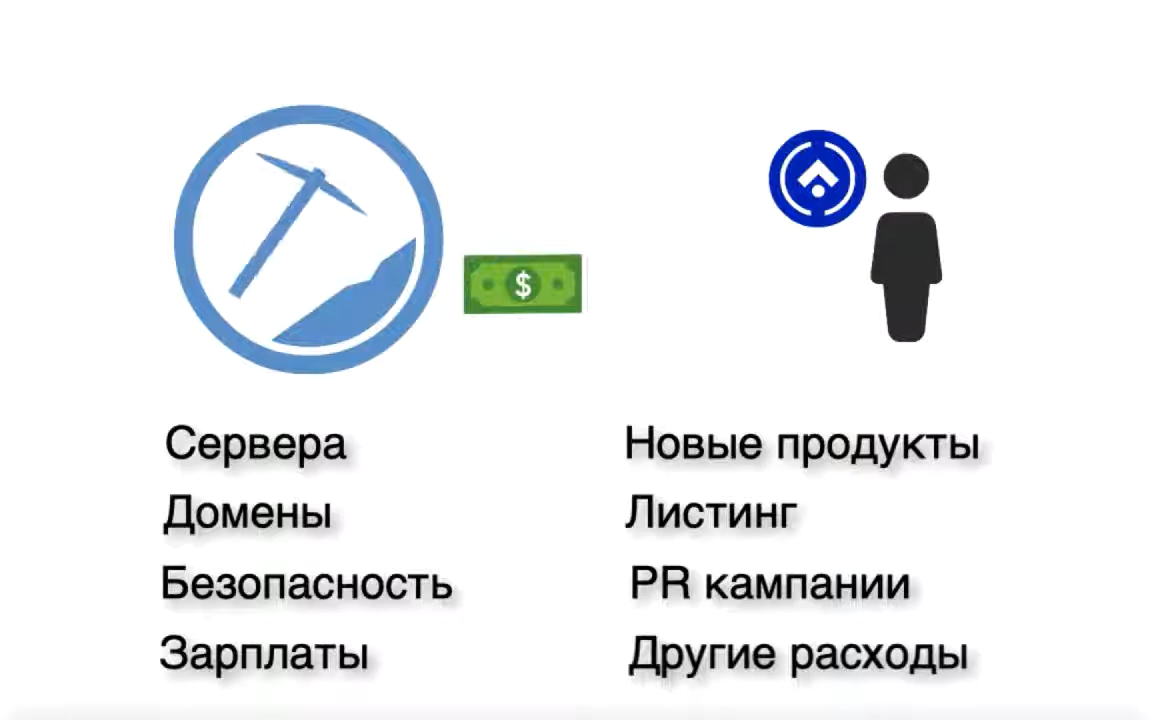 $
Сервера
Новые продукты
Домены
Листинг
Безопасность
PR кампании
Зарплаты
Другие расходы